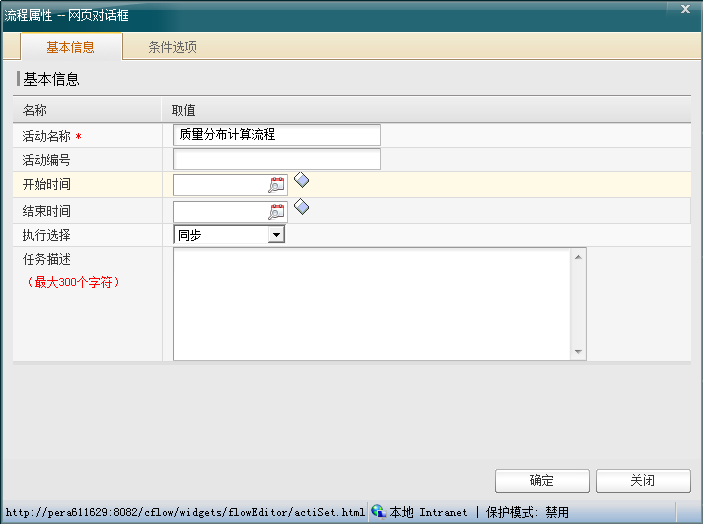 流程属性 -- 网页对话框
基本信息 条件选项
基本信息
名称 取值
活动名称 * 质量分布计算流程
活动编号
开始时间
结束时间
执行选择 同步
任务描述
（最大300个字符）
确定 关闭
http://pera611629:8082/cflow/widgets/flowEditor/actiSet.html 本地 Intranet | 保护模式: 禁用